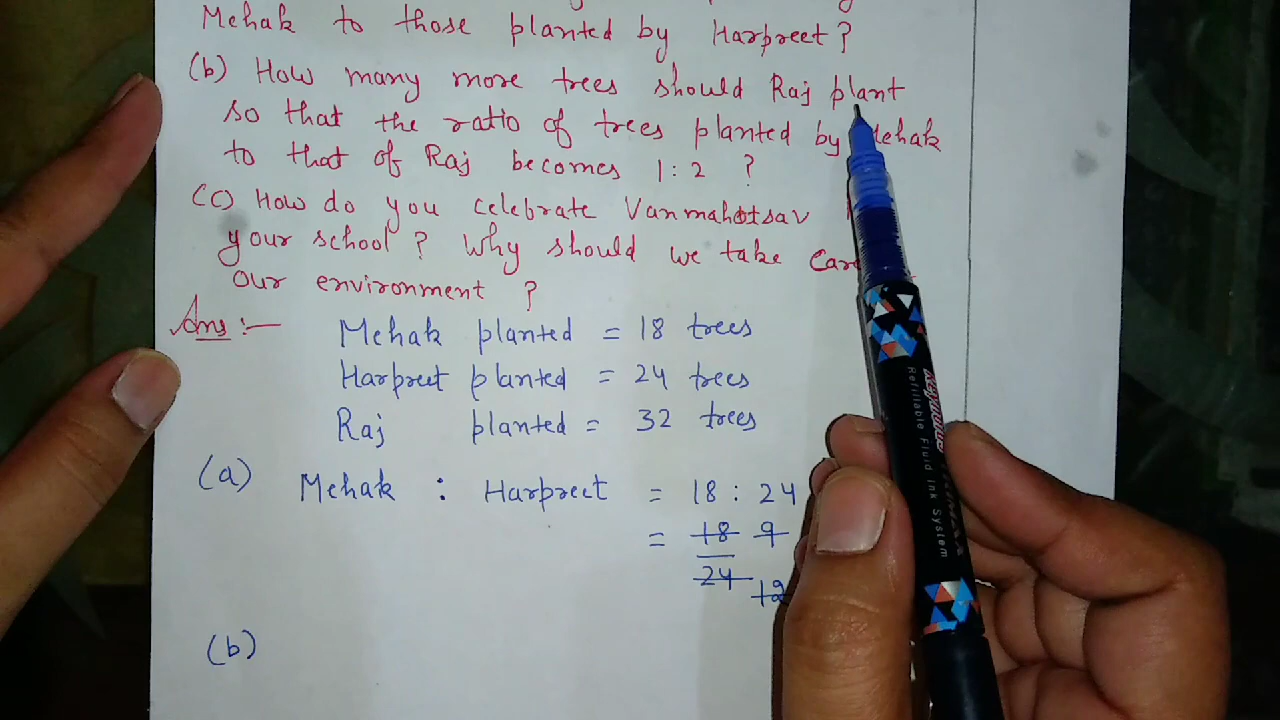 Mehak to those planted by Harpreet?
(b) How many more trees should Raj plant
so that the ratio of trees planted by Mehak
to that of Raj becomes 1:2 ?
(c) How do you celebrate Vanmahotsav
your school? Why should we take
our environment ?
Ans :-
Mehak planted = 18 trees
Harpreet planted = 24 trees
Raj planted = 32 trees
(a) Mehak : Harpreet = 18 : 24
= 18 9
24 12
(b)
Reynolds
Refillable Fluid Ink System